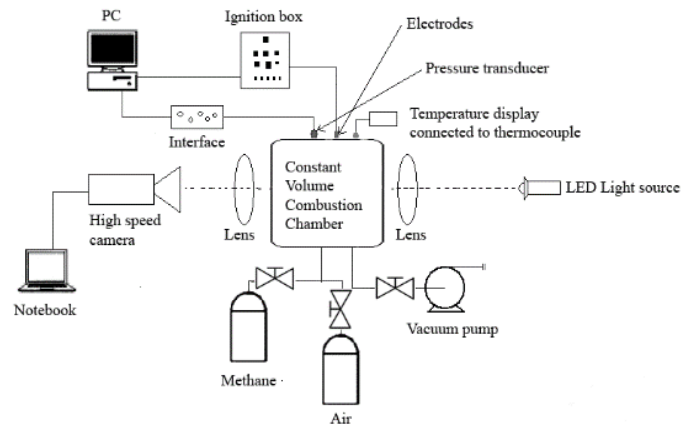 PC
Ignition box
Electrodes
Pressure transducer
Temperature display
connected to thermocouple
Interface
Constant
Volume
Combustion
Chamber
LED Light source
High speed
camera
Lens
Lens
Notebook
Vacuum pump
Methane
Air